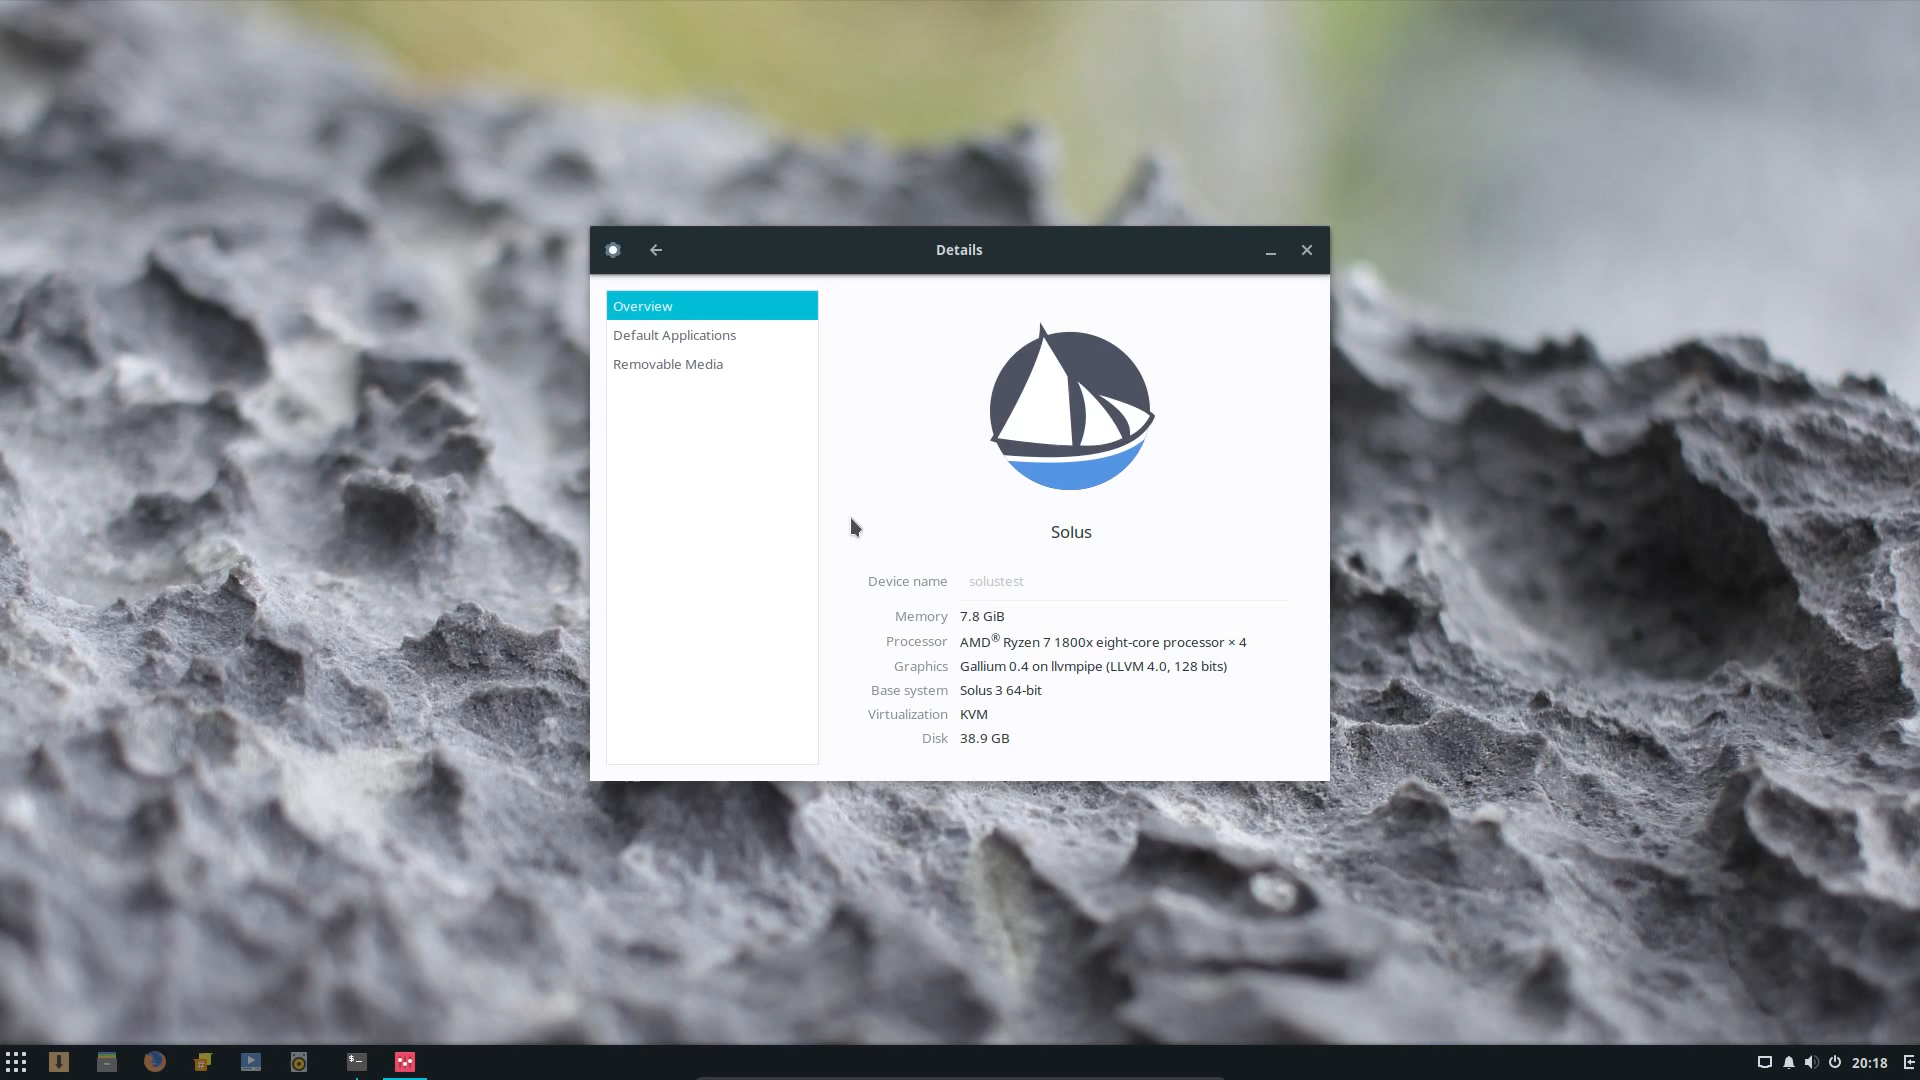 Details
Overview
Default Applications
Removable Media
Solus
Device name solustest
Memory 7.8 GiB
Processor AMD® Ryzen 7 1800x eight-core processor × 4
Graphics Gallium 0.4 on llvmpipe (LLVM 4.0, 128 bits)
Base system Solus 3 64-bit
Virtualization KVM
Disk 38.9 GB
20:18